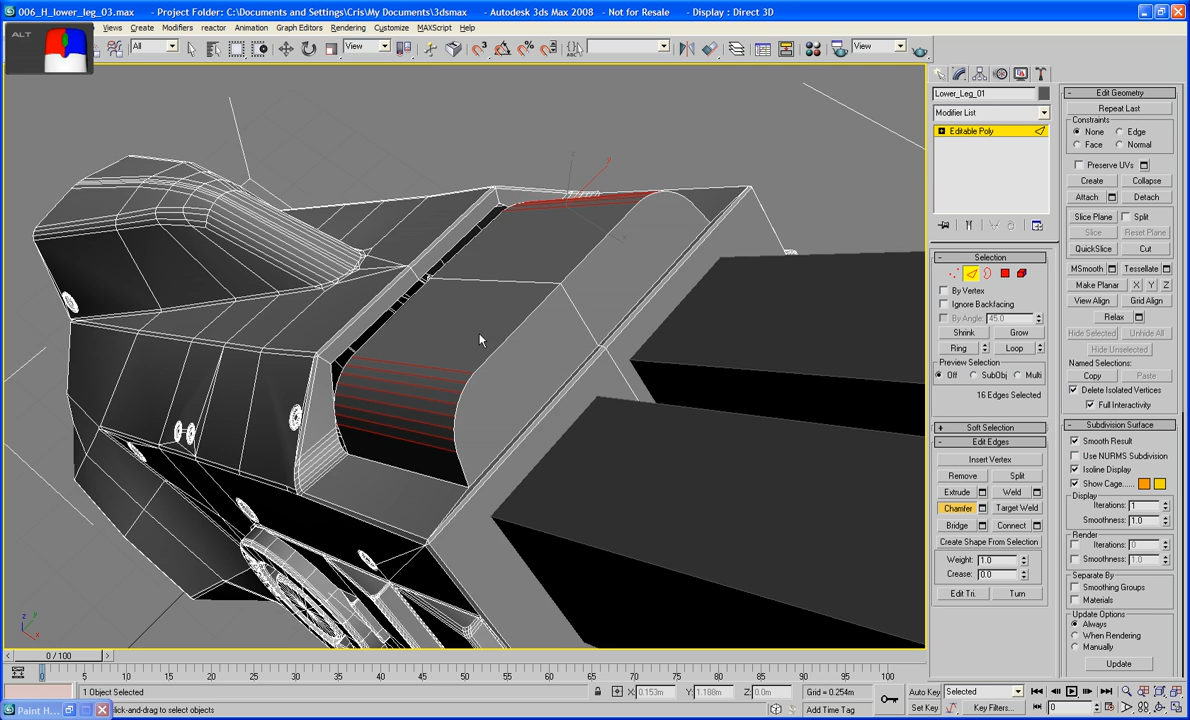 006_H_lower_leg_03.max - Project Folder: C:\Documents and Settings\Cris\My Documents\3dsmax - Autodesk 3ds Max 2008 - Not for Resale - Display : Direct 3D
Views Create Modifiers reactor Animation Graph Editors Rendering Customize MAXScript Help
ALT
All View View
Lower_Leg_01
Modifier List
Editable Poly
Selection
By Vertex
Ignore Backfacing
By Angle: 45.0
Shrink Grow
Ring Loop
Preview Selection
Off SubObj Multi
16 Edges Selected
Soft Selection
Edit Edges
Insert Vertex
Remove Split
Extrude Weld
Chamfer Target Weld
Bridge Connect
Create Shape From Selection
Weight: 1.0
Crease: 0.0
Edit Tri. Turn
Edit Geometry
Repeat Last
Constraints
None Edge
Face Normal
Preserve UVs
Create Collapse
Attach Detach
Slice Plane Split
Slice Reset Plane
QuickSlice Cut
MSmooth Tessellate
Make Planar X Y Z
View Align Grid Align
Relax
Hide Selected Unhide All
Hide Unselected
Named Selections:
Copy Paste
Delete Isolated Vertices
Full Interactivity
Subdivision Surface
Smooth Result
Use NURMS Subdivision
Isoline Display
Show Cage......
Display
Iterations: 1
Smoothness: 1.0
Render
Iterations: 0
Smoothness: 1.0
Separate By
Smoothing Groups
Materials
Update Options
Always
When Rendering
Manually
Update
z y x
0 / 100
0 5 10 15 20 25 30 35 40 45 50 55 60 65 70 75 80 85 90 95 100
1 Object Selected X: 0.153m Y: 1.188m Z: 0.0m Grid = 0.254m Auto Key Selected
Paint H... lick-and-drag to select objects Add Time Tag Set Key Key Filters... 0